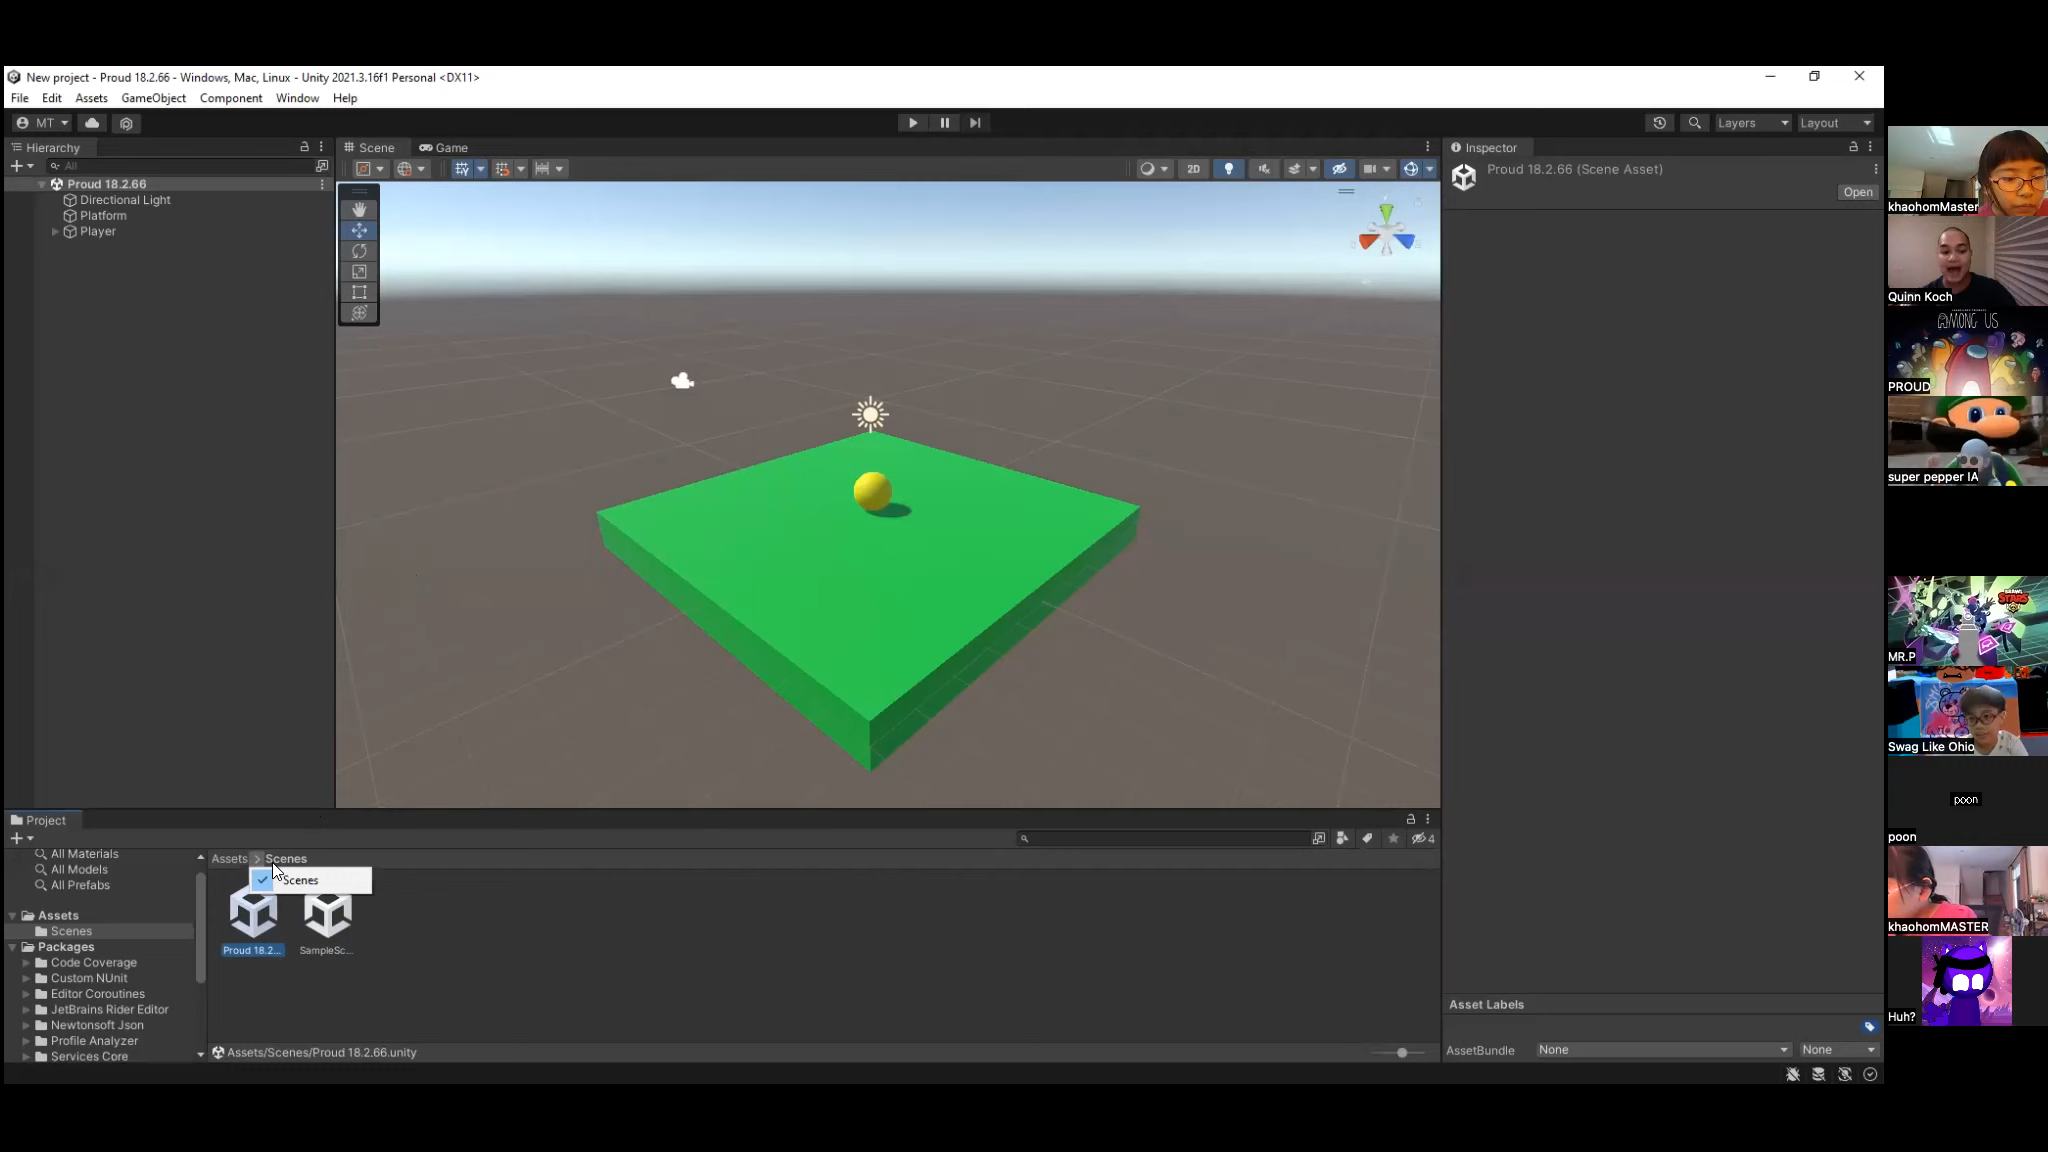 New project - Proud 18.2.66 - Windows, Mac, Linux - Unity 2021.3.16f1 Personal <DX11>
File Edit Assets GameObject Component Window Help
MT
Layers
Layout
Hierarchy
All
Proud 18.2.66
Directional Light
Platform
Player
Scene
Game
2D
Inspector
Proud 18.2.66 (Scene Asset)
Open
Project
4
All Materials
All Models
All Prefabs
Assets
Scenes
Packages
Code Coverage
Custom NUnit
Editor Coroutines
JetBrains Rider Editor
Newtonsoft Json
Profile Analyzer
Services Core
Assets > Scenes
Scenes
Proud 18.2...
SampleSc...
Assets/Scenes/Proud 18.2.66.unity
Asset Labels
AssetBundle
None
None
khaohomMaster
Quinn Koch
AMONG US
PROUD
super pepper IA
BRAWL
STARS
MR.P
Swag Like Ohio
poon
poon
khaohomMASTER
Huh?